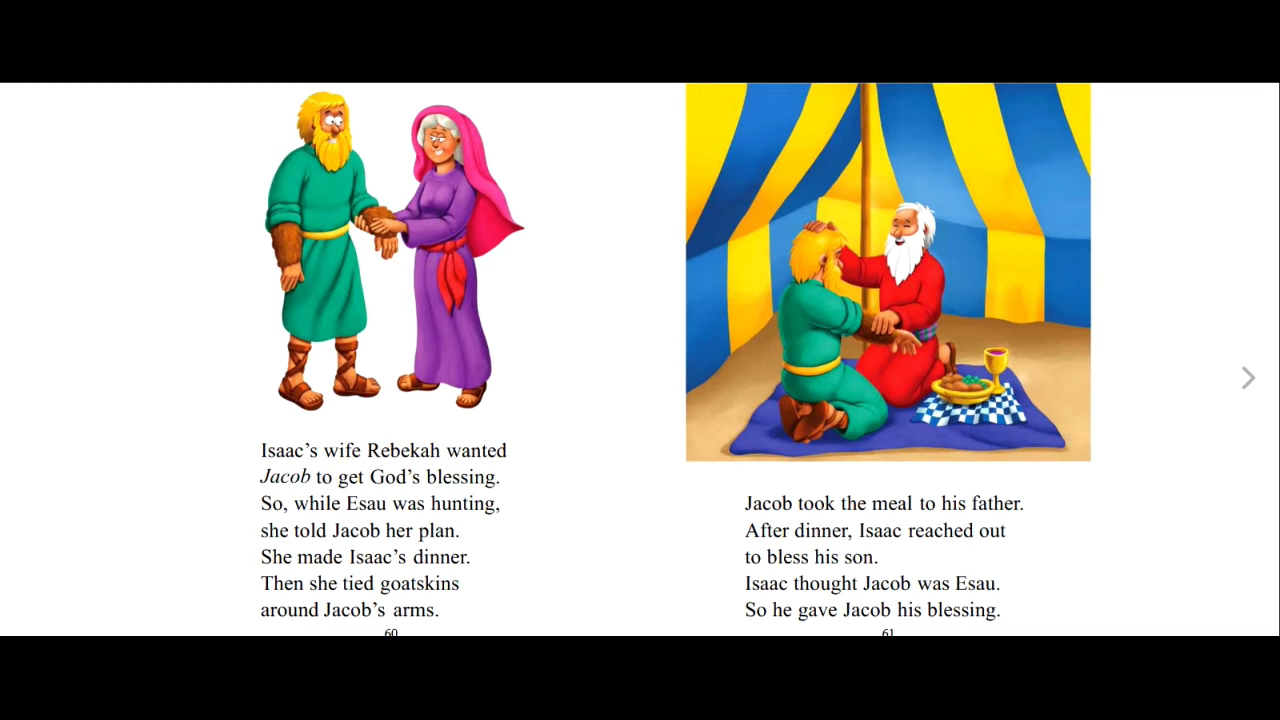 Isaac’s wife Rebekah wanted
Jacob to get God’s blessing.
So, while Esau was hunting,
she told Jacob her plan.
She made Isaac’s dinner.
Then she tied goatskins
around Jacob’s arms.
60
Jacob took the meal to his father.
After dinner, Isaac reached out
to bless his son.
Isaac thought Jacob was Esau.
So he gave Jacob his blessing.
61